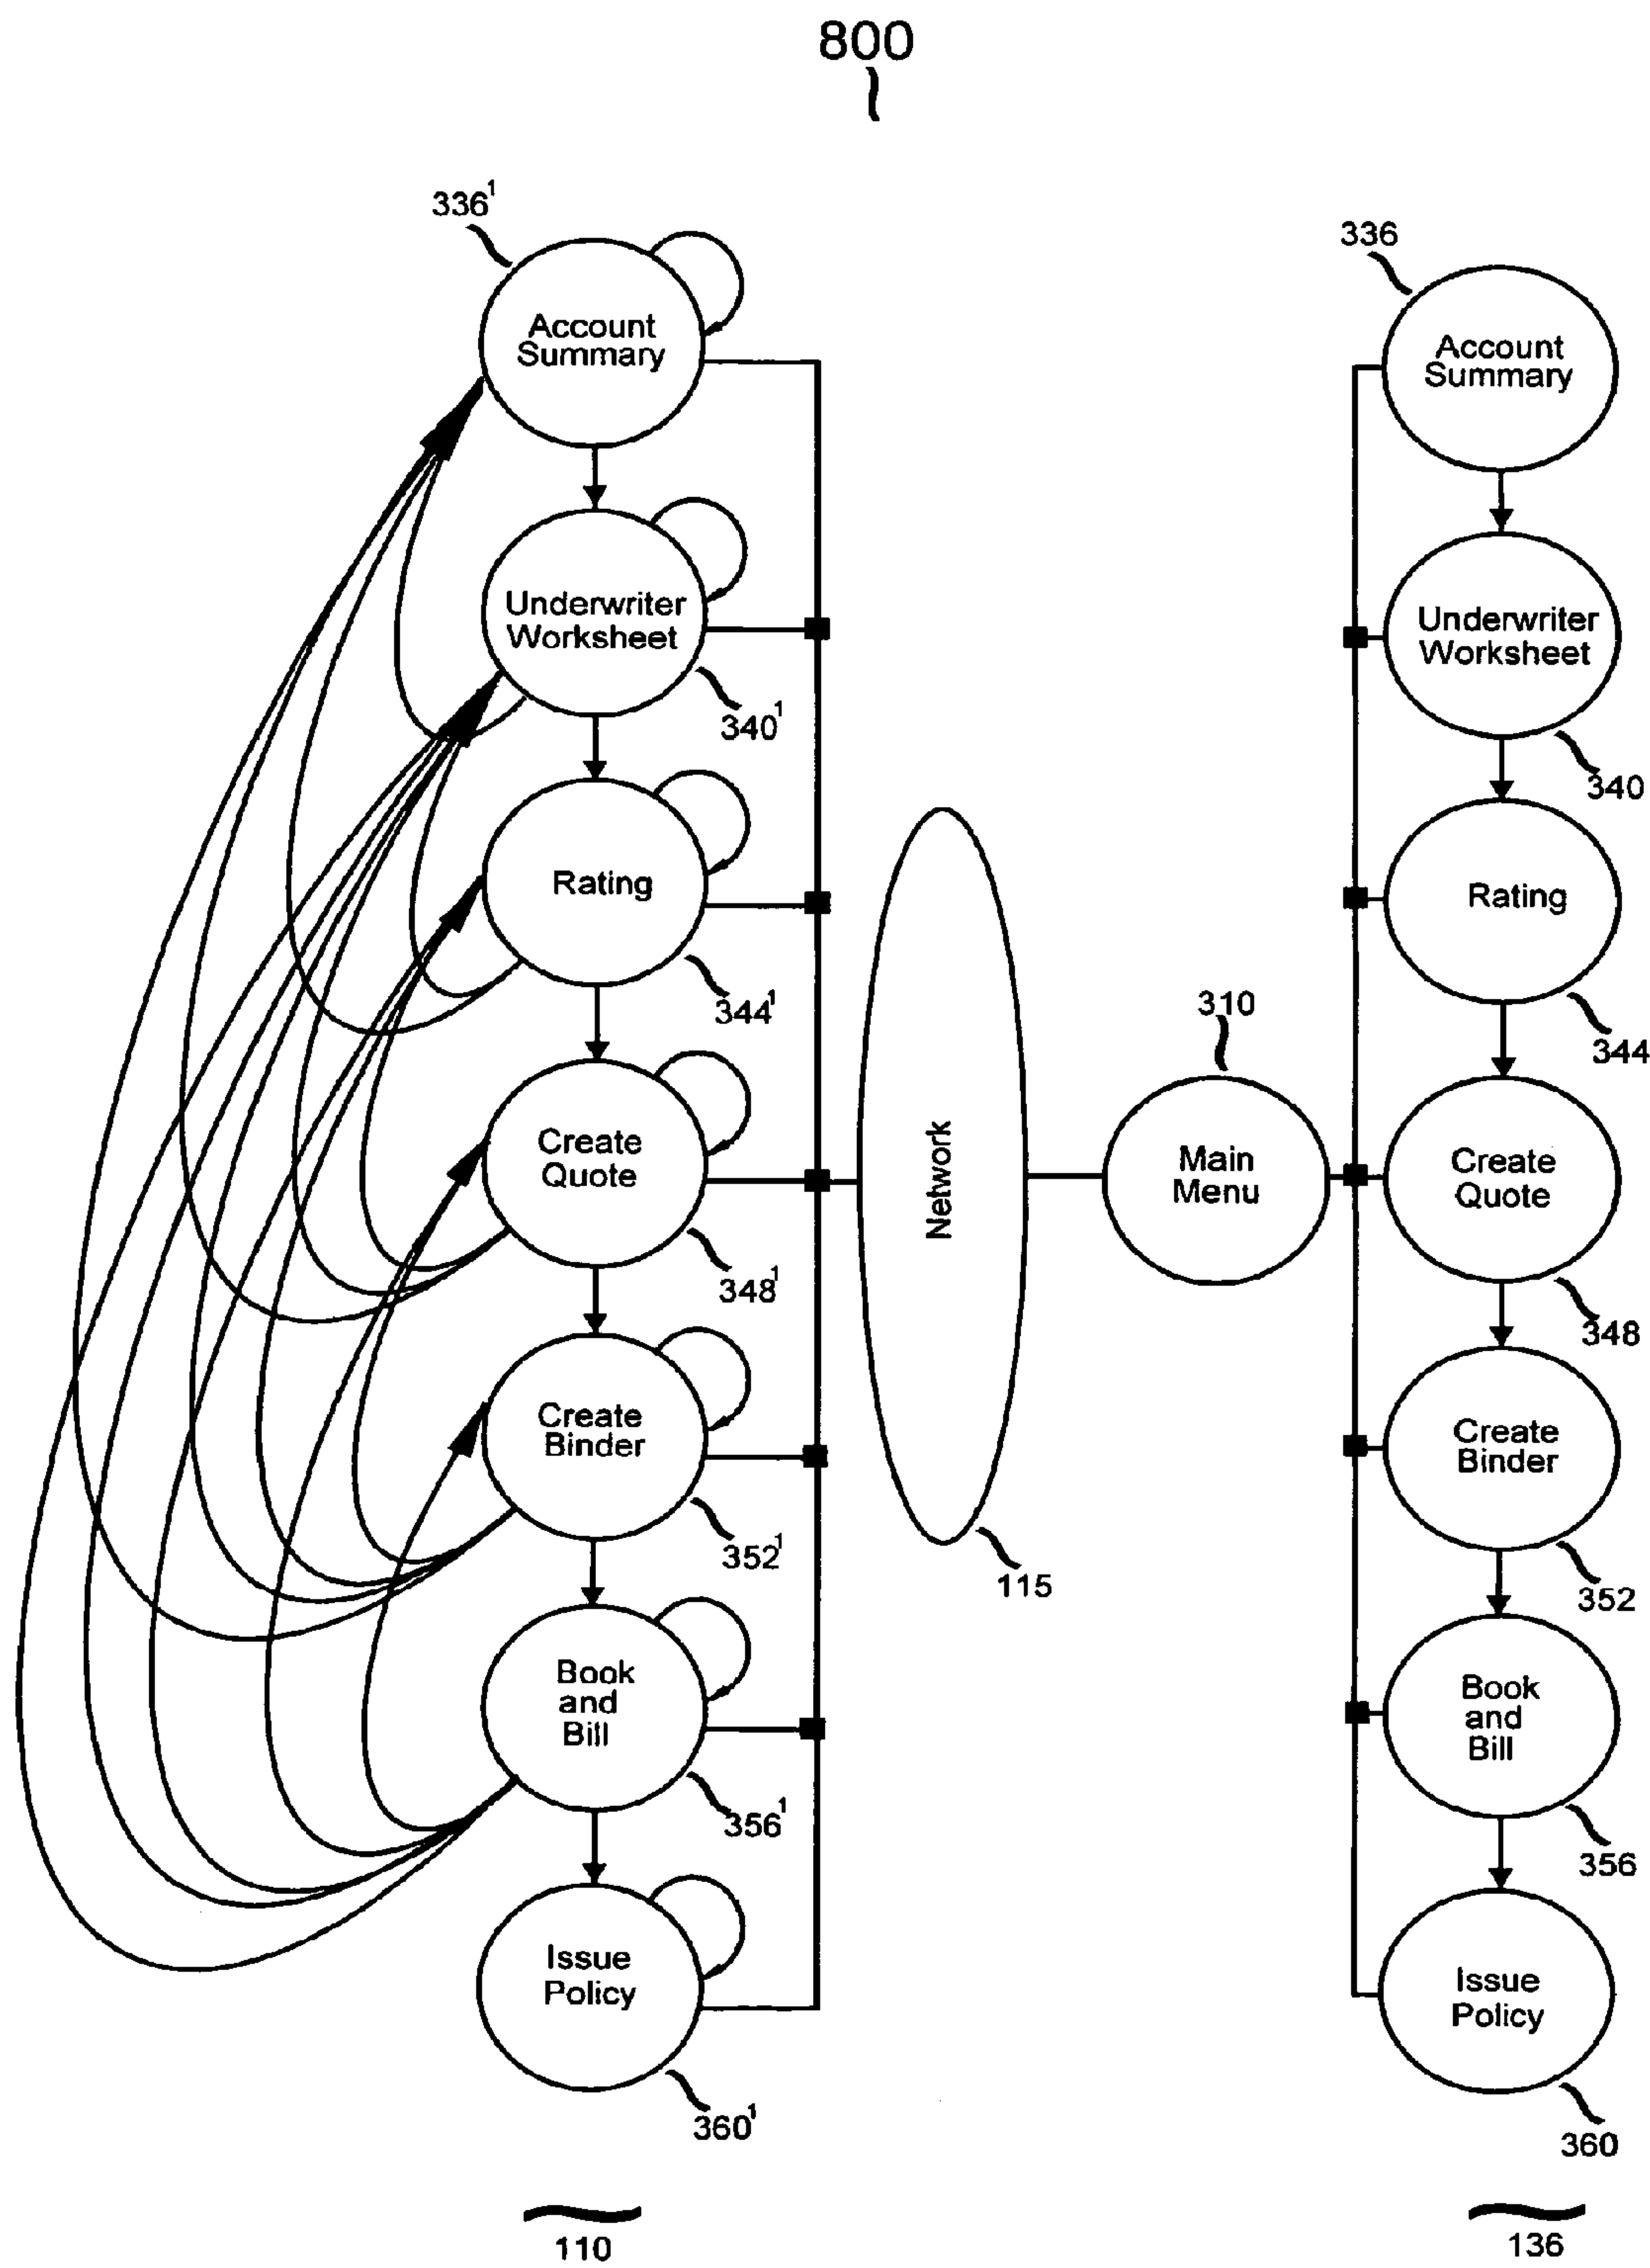 800
336¹
Account
Summary
Underwriter
Worksheet
340¹
Rating
344¹
Create
Quote
348¹
Create
Binder
352¹
Book
and
Bill
356¹
Issue
Policy
360¹
110
Network
115
310
Main
Menu
336
Account
Summary
Underwriter
Worksheet
340
Rating
344
Create
Quote
348
Create
Binder
352
Book
and
Bill
356
Issue
Policy
360
136